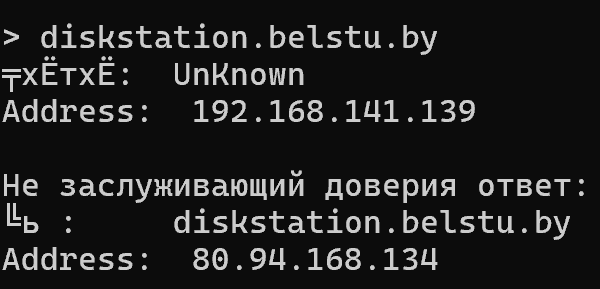 > diskstation.belstu.by
╤хЁтхЁ:  UnKnown
Address:  192.168.141.139
Не заслуживающий доверия ответ:
╚ь :     diskstation.belstu.by
Address:  80.94.168.134